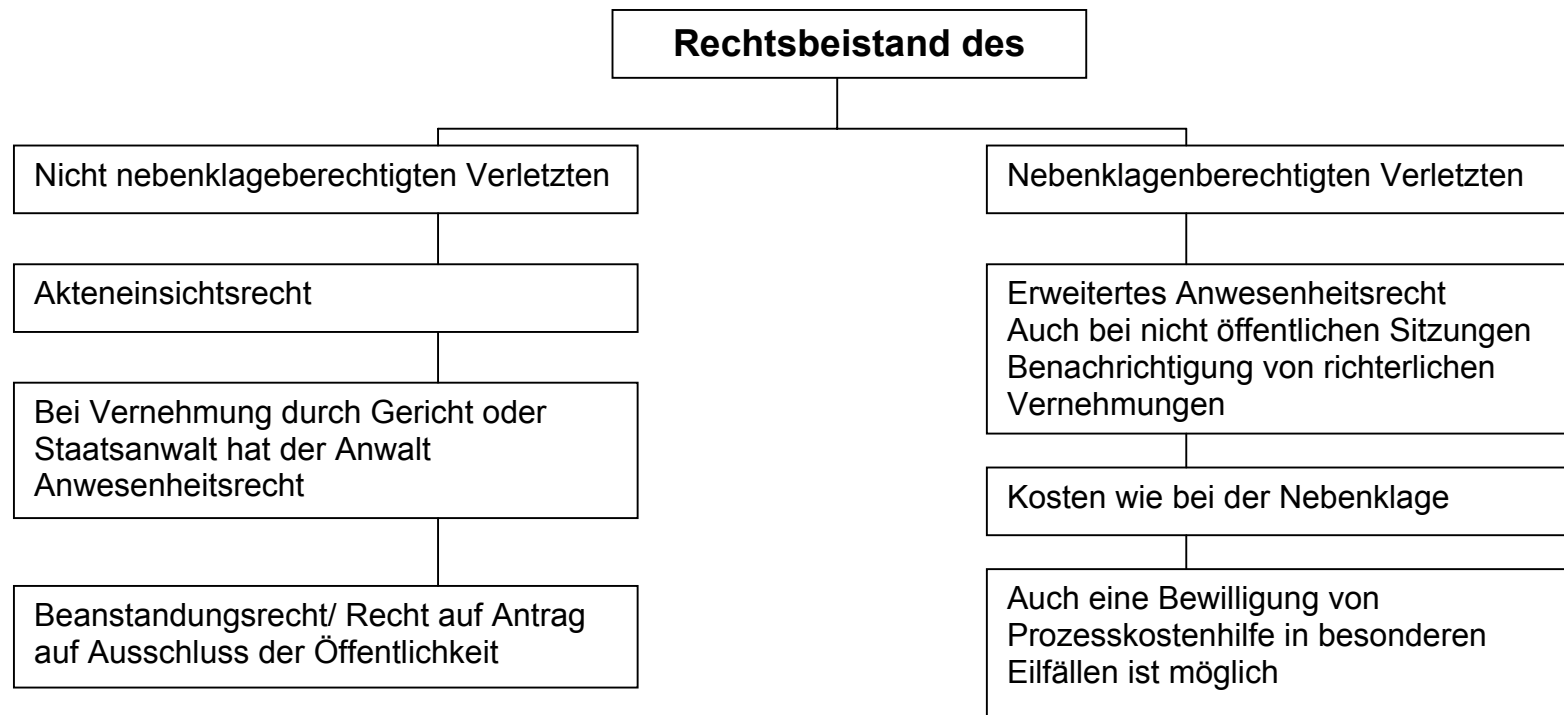 Rechtsbeistand des
Nicht nebenklageberechtigten Verletzten
Akteneinsichtsrecht
Bei Vernehmung durch Gericht oder
Staatsanwalt hat der Anwalt
Anwesenheitsrecht
Beanstandungsrecht/ Recht auf Antrag
auf Ausschluss der Öffentlichkeit
Nebenklagenberechtigten Verletzten
Erweitertes Anwesenheitsrecht
Auch bei nicht öffentlichen Sitzungen
Benachrichtigung von richterlichen
Vernehmungen
Kosten wie bei der Nebenklage
Auch eine Bewilligung von
Prozesskostenhilfe in besonderen
Eilfällen ist möglich